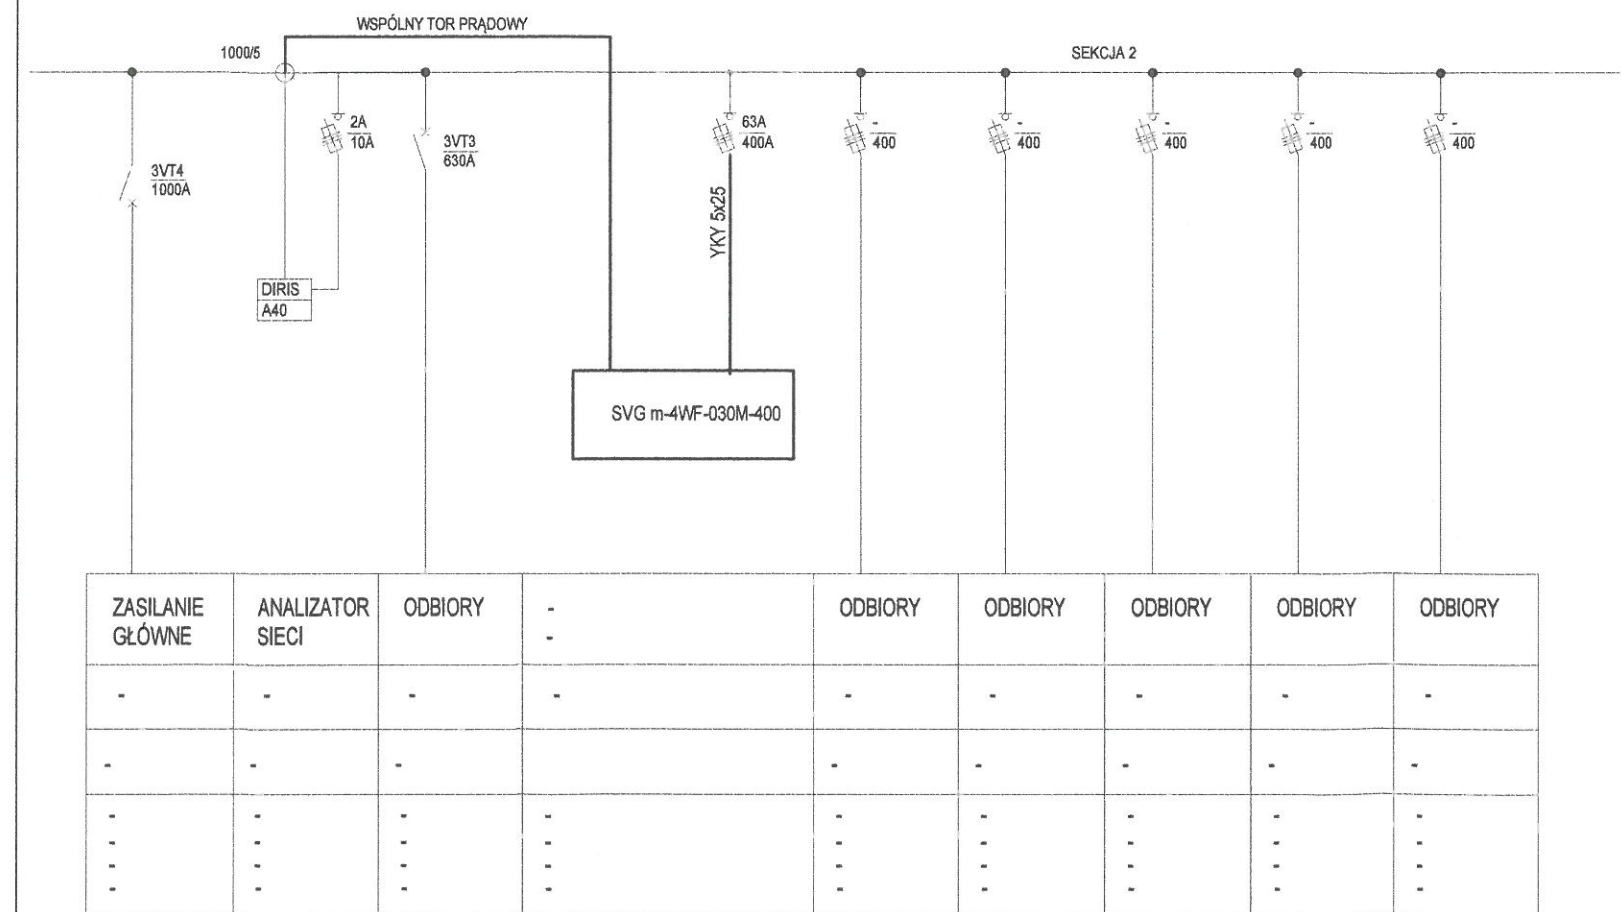 WSPÓLNY TOR PRĄDOWY
1000/5
SEKCJA 2
3VT4
1000A
2A
10A
3VT3
630A
63A
400A
-
400
-
400
-
400
-
400
-
400
YKY 5x25
DIRIS
A40
SVG m-4WF-030M-400
ZASILANIE
GŁÓWNE
ANALIZATOR
SIECI
ODBIORY
-
-
ODBIORY
ODBIORY
ODBIORY
ODBIORY
ODBIORY
- - - - - - - - -
- - - - - - - -
- - - - - - - - -
- - - - - - - - -
- - - - - - - - -
- - - - - - - - -